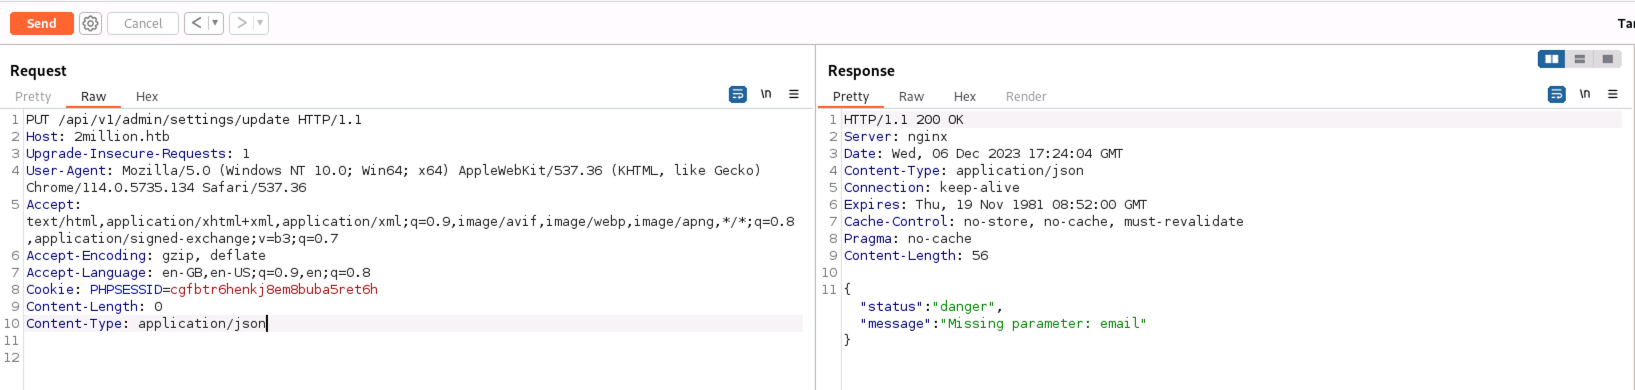 Send
Cancel
<
>
Tar
Request
Response
Pretty Raw Hex
\n
Pretty Raw Hex Render
\n
1 PUT /api/v1/admin/settings/update HTTP/1.1
2 Host: 2million.htb
3 Upgrade-Insecure-Requests: 1
4 User-Agent: Mozilla/5.0 (Windows NT 10.0; Win64; x64) AppleWebKit/537.36 (KHTML, like Gecko)
Chrome/114.0.5735.134 Safari/537.36
5 Accept:
text/html,application/xhtml+xml,application/xml;q=0.9,image/avif,image/webp,image/apng,*/*;q=0.8
,application/signed-exchange;v=b3;q=0.7
6 Accept-Encoding: gzip, deflate
7 Accept-Language: en-GB,en-US;q=0.9,en;q=0.8
8 Cookie: PHPSESSID=cgfbtr6henkj8em8buba5ret6h
9 Content-Length: 0
10 Content-Type: application/json
11
12
1 HTTP/1.1 200 OK
2 Server: nginx
3 Date: Wed, 06 Dec 2023 17:24:04 GMT
4 Content-Type: application/json
5 Connection: keep-alive
6 Expires: Thu, 19 Nov 1981 08:52:00 GMT
7 Cache-Control: no-store, no-cache, must-revalidate
8 Pragma: no-cache
9 Content-Length: 56
10
11 {
"status":"danger",
"message":"Missing parameter: email"
}